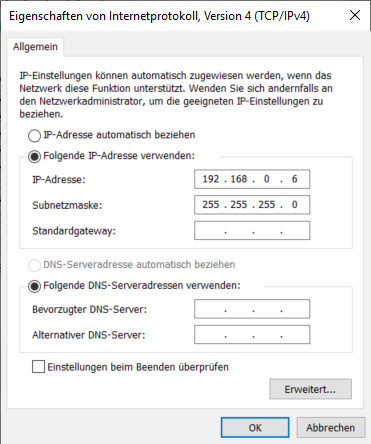 Eigenschaften von Internetprotokoll, Version 4 (TCP/IPv4)
Allgemein
IP-Einstellungen können automatisch zugewiesen werden, wenn das
Netzwerk diese Funktion unterstützt. Wenden Sie sich andernfalls an
den Netzwerkadministrator, um die geeigneten IP-Einstellungen zu
beziehen.
IP-Adresse automatisch beziehen
Folgende IP-Adresse verwenden:
IP-Adresse: 192 . 168 . 0 . 6
Subnetzmaske: 255 . 255 . 255 . 0
Standardgateway: . . .
DNS-Serveradresse automatisch beziehen
Folgende DNS-Serveradressen verwenden:
Bevorzugter DNS-Server: . . .
Alternativer DNS-Server: . . .
Einstellungen beim Beenden überprüfen
Erweitert...
OK Abbrechen